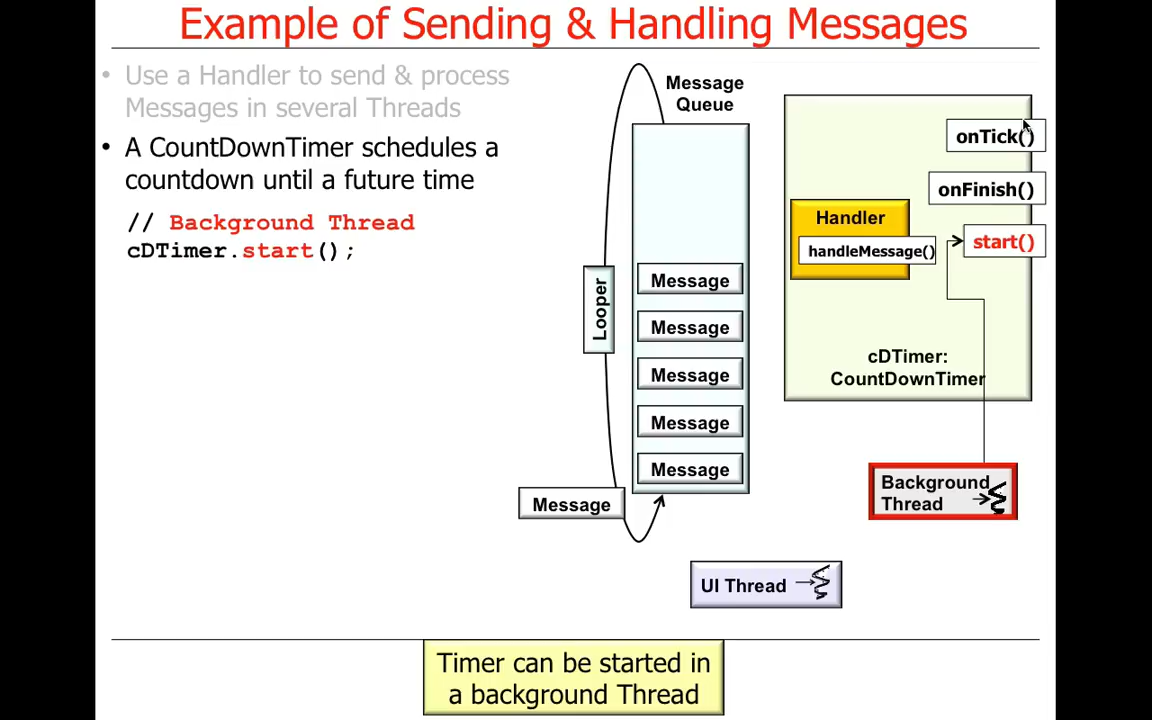 Example of Sending & Handling Messages
• Use a Handler to send & process
Messages in several Threads
• A CountDownTimer schedules a
countdown until a future time
// Background Thread
cDTimer.start();
Message
Queue
Looper
Message
Message
Message
Message
Message
Message
onTick()
onFinish()
start()
Handler
handleMessage()
cDTimer:
CountDownTimer
Background
Thread
UI Thread
Timer can be started in
a background Thread